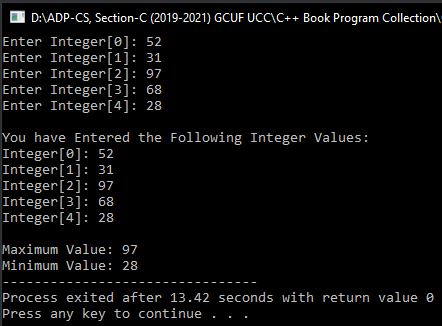 D:\ADP-CS, Section-C (2019-2021) GCUF UCC\C++ Book Program Collection\
Enter Integer[0]: 52
Enter Integer[1]: 31
Enter Integer[2]: 97
Enter Integer[3]: 68
Enter Integer[4]: 28
You have Entered the Following Integer Values:
Integer[0]: 52
Integer[1]: 31
Integer[2]: 97
Integer[3]: 68
Integer[4]: 28
Maximum Value: 97
Minimum Value: 28
--------------------------------
Process exited after 13.42 seconds with return value 0
Press any key to continue . . .